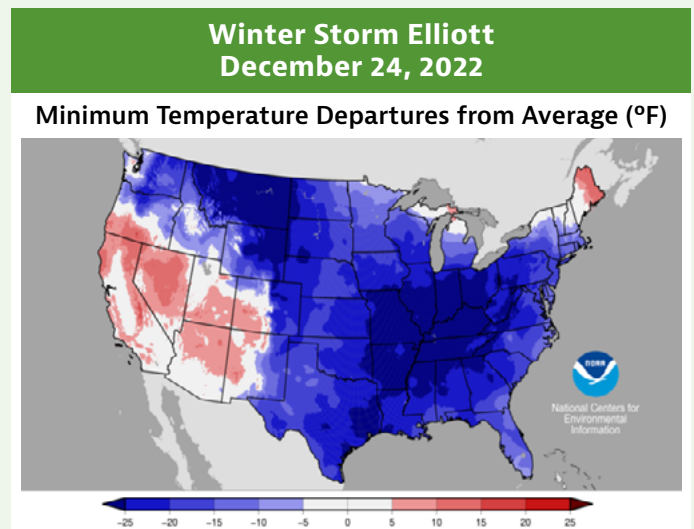 Winter Storm Elliott
December 24, 2022
Minimum Temperature Departures from Average (ºF)
NOAA
National Centers for
Environmental
Information
-25 -20 -15 -10 -5 0 5 10 15 20 25